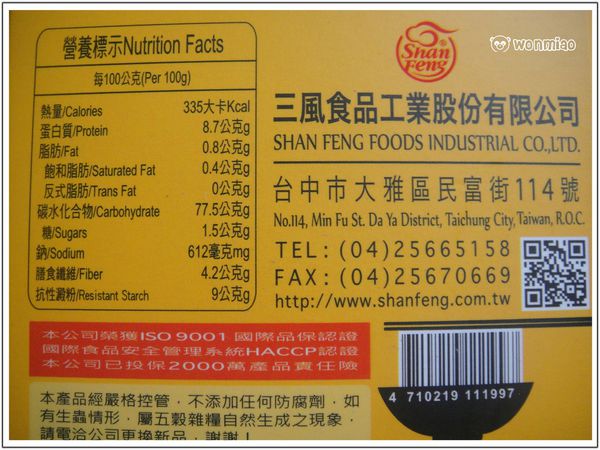 營養標示Nutrition Facts
每100公克(Per 100g)
熱量/Calories 335大卡Kcal
蛋白質/Protein 8.7公克g
脂肪/Fat 0.8公克g
飽和脂肪/Saturated Fat 0.4公克g
反式脂肪/Trans Fat 0公克g
碳水化合物/Carbohydrate 77.5公克g
糖/Sugars 1.5公克g
鈉/Sodium 612毫克mg
膳食纖維/Fiber 4.2公克g
抗性澱粉/Resistant Starch 9公克g
本公司榮獲ISO 9001 國際品保認證
國際食品安全管理系統HACCP認證
本公司已投保2000萬產品責任險
本產品經嚴格控管，不添加任何防腐劑，如
有生蟲情形，屬五穀雜糧自然生成之現象，
請電洽公司更換新品，謝謝！
Shan
Feng
wonmiao
三風食品工業股份有限公司
SHAN FENG FOODS INDUSTRIAL CO.,LTD.
台中市大雅區民富街114號
No.114, Min Fu St. Da Ya District, Taichung City, Taiwan, R.O.C.
TEL：(04)25665158
FAX：(04)25670669
http://www.shanfeng.com.tw
4 710219 111997